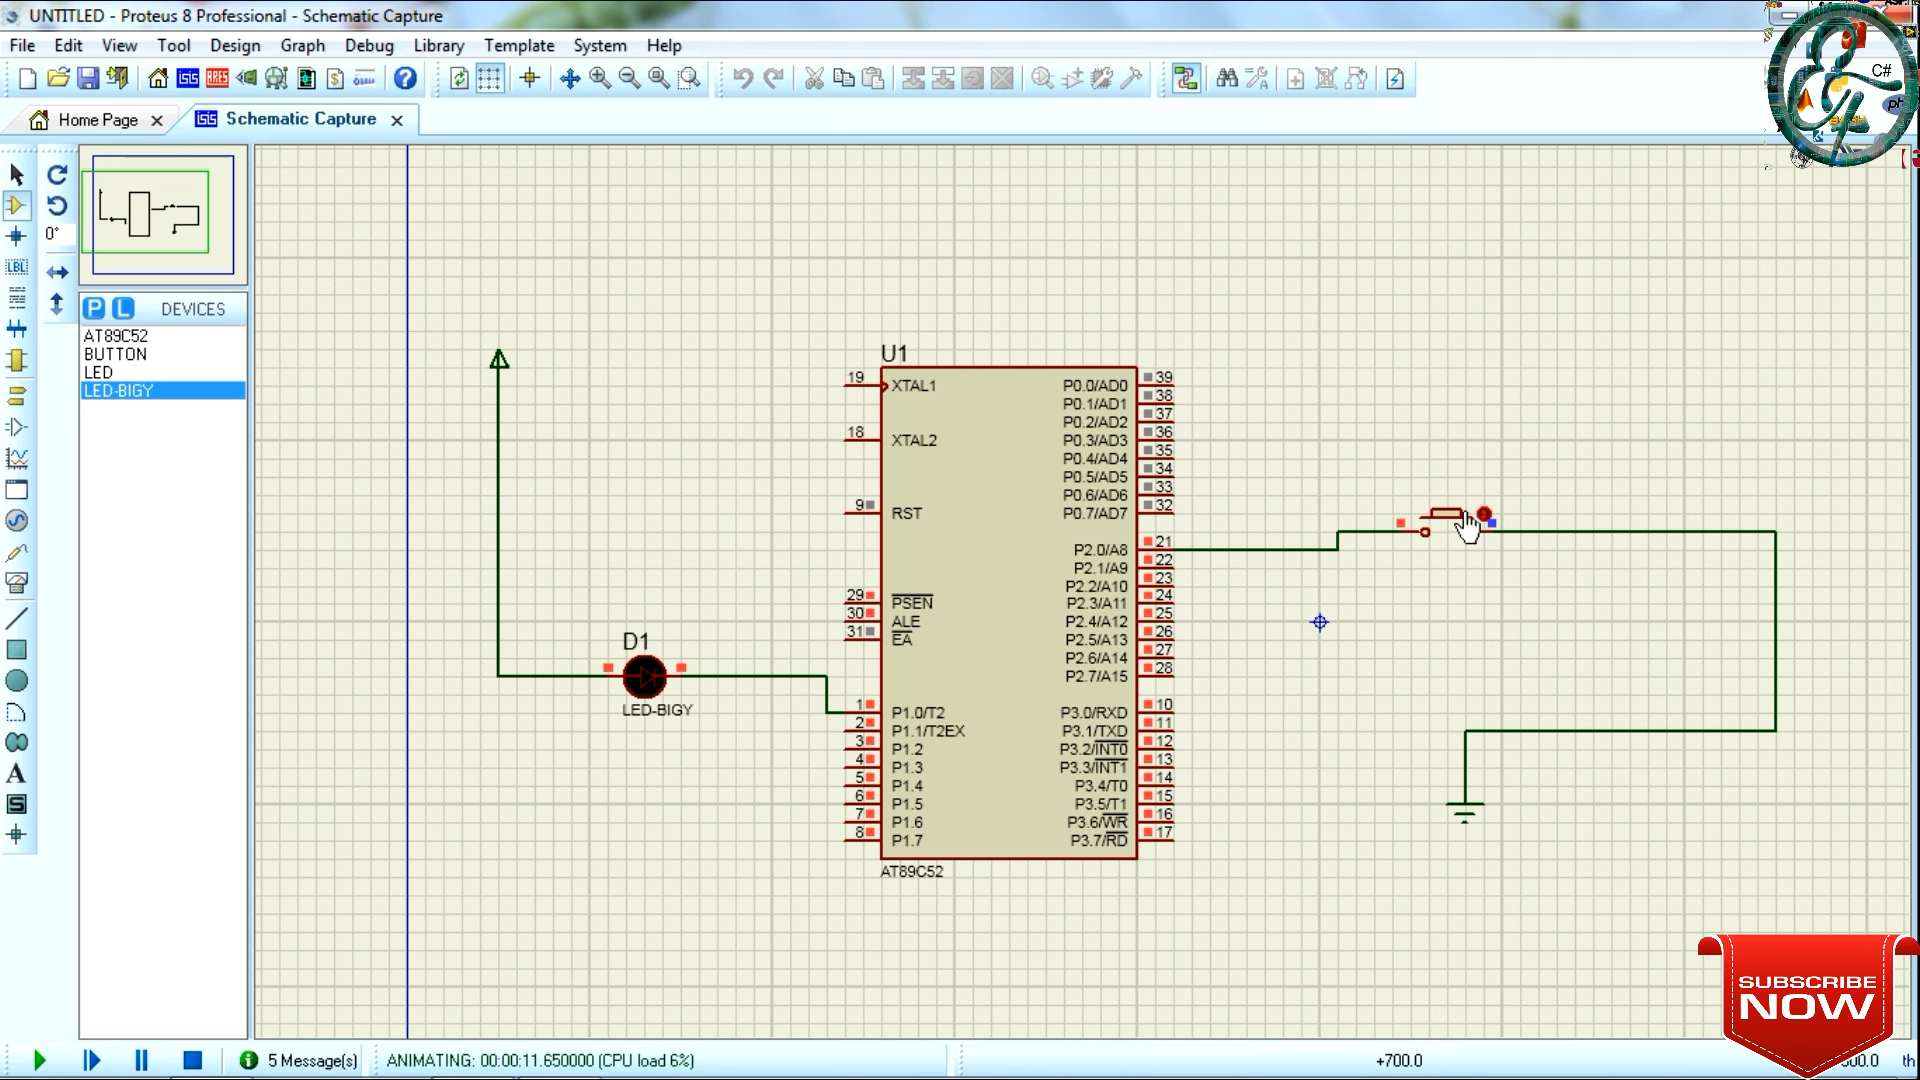 UNTITLED - Proteus 8 Professional - Schematic Capture
File Edit View Tool Design Graph Debug Library Template System Help
Home Page
Schematic Capture
0°
LBL
P L DEVICES
AT89C52
BUTTON
LED
LED-BIGY
U1
19 XTAL1
18 XTAL2
9 RST
29 PSEN
30 ALE
31 EA
1 P1.0/T2
2 P1.1/T2EX
3 P1.2
4 P1.3
5 P1.4
6 P1.5
7 P1.6
8 P1.7
P0.0/AD0 39
P0.1/AD1 38
P0.2/AD2 37
P0.3/AD3 36
P0.4/AD4 35
P0.5/AD5 34
P0.6/AD6 33
P0.7/AD7 32
P2.0/A8 21
P2.1/A9 22
P2.2/A10 23
P2.3/A11 24
P2.4/A12 25
P2.5/A13 26
P2.6/A14 27
P2.7/A15 28
P3.0/RXD 10
P3.1/TXD 11
P3.2/INT0 12
P3.3/INT1 13
P3.4/T0 14
P3.5/T1 15
P3.6/WR 16
P3.7/RD 17
AT89C52
D1
LED-BIGY
C#
SUBSCRIBE
NOW
5 Message(s)
ANIMATING: 00:00:11.650000 (CPU load 6%)
+700.0
th